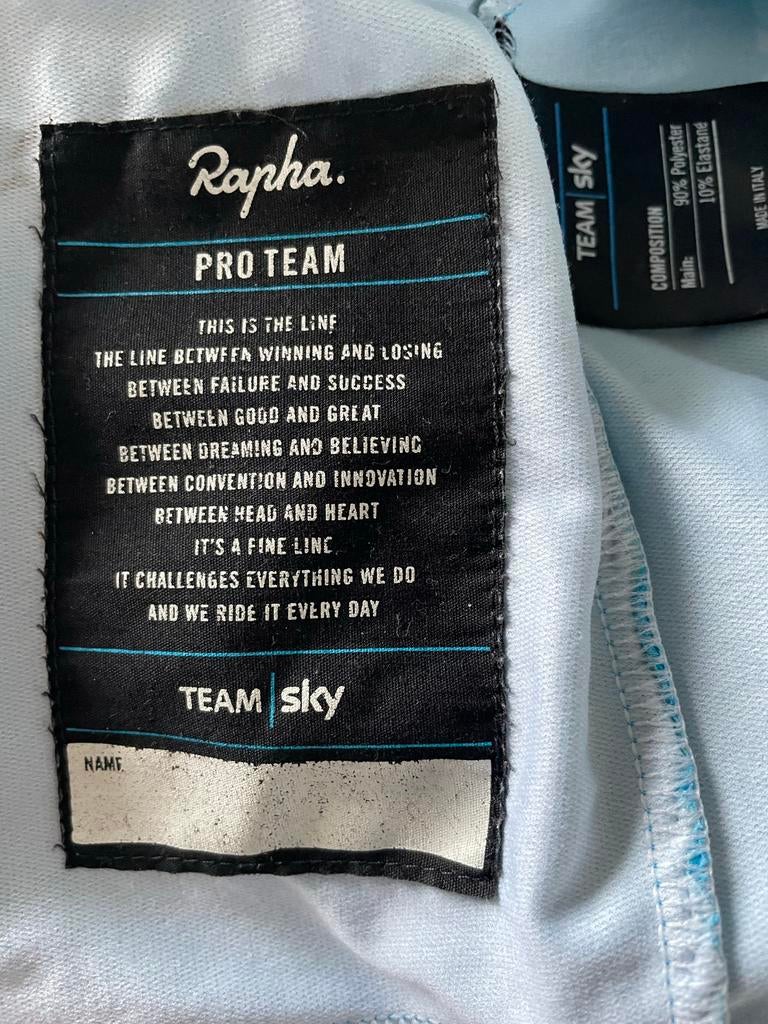 Rapha.
PRO TEAM
THIS IS THE LINE
THE LINE BETWEEN WINNING AND LOSING
BETWEEN FAILURE AND SUCCESS
BETWEEN GOOD AND GREAT
BETWEEN DREAMING AND BELIEVING
BETWEEN CONVENTION AND INNOVATION
BETWEEN HEAD AND HEART
IT'S A FINE LINE
IT CHALLENGES EVERYTHING WE DO
AND WE RIDE IT EVERY DAY
TEAM sky
NAME
TEAM sky
COMPOSITION
Main: 90% Polyester
10% Elastane
MADE IN ITALY